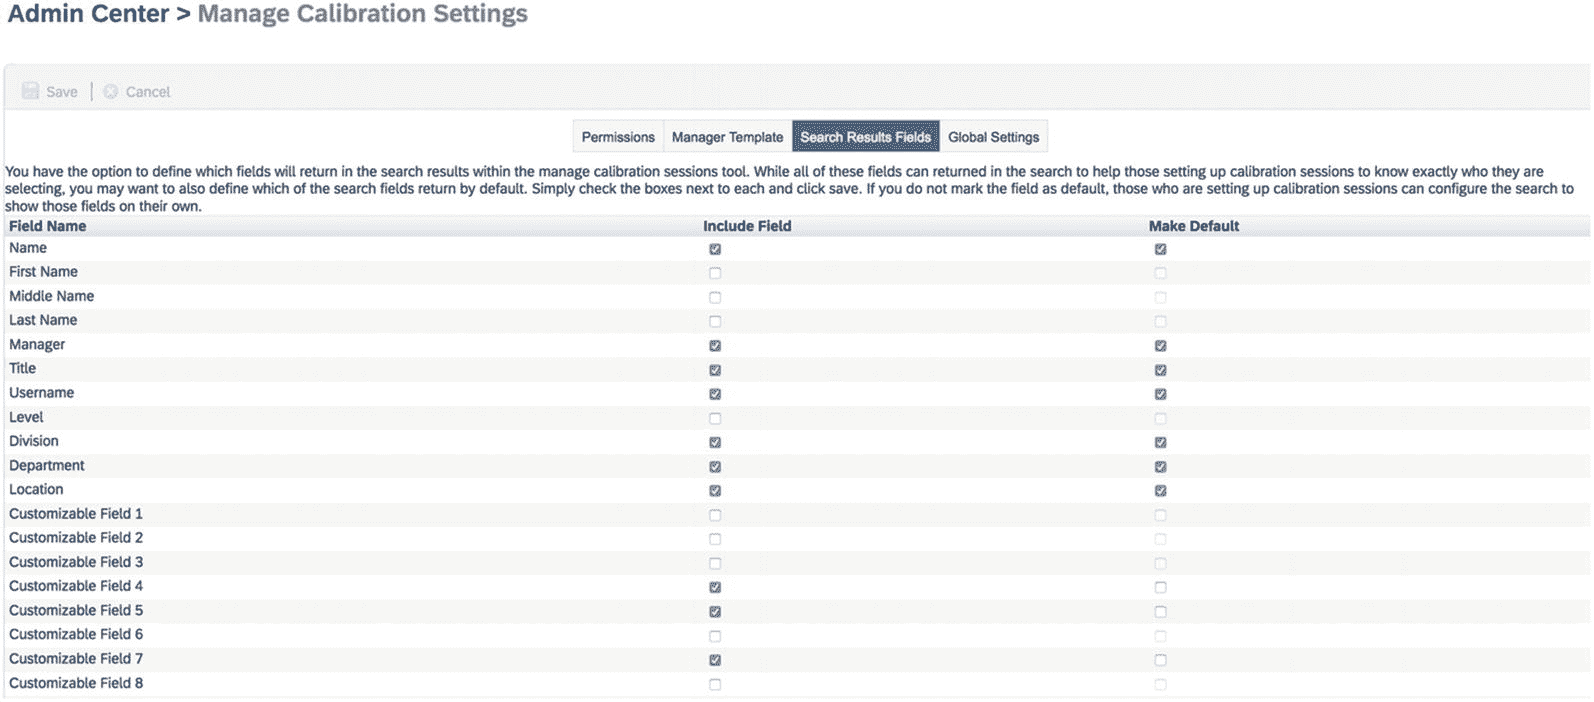 Admin Center > Manage Calibration Settings
Save | Cancel
Permissions Manager Template Search Results Fields Global Settings
You have the option to define which fields will return in the search results within the manage calibration sessions tool. While all of these fields can returned in the search to help those setting up calibration sessions to know exactly who they are
selecting, you may want to also define which of the search fields return by default. Simply check the boxes next to each and click save. If you do not mark the field as default, those who are setting up calibration sessions can configure the search to
show those fields on their own.
Field Name Include Field Make Default
Name
First Name
Middle Name
Last Name
Manager
Title
Username
Level
Division
Department
Location
Customizable Field 1
Customizable Field 2
Customizable Field 3
Customizable Field 4
Customizable Field 5
Customizable Field 6
Customizable Field 7
Customizable Field 8